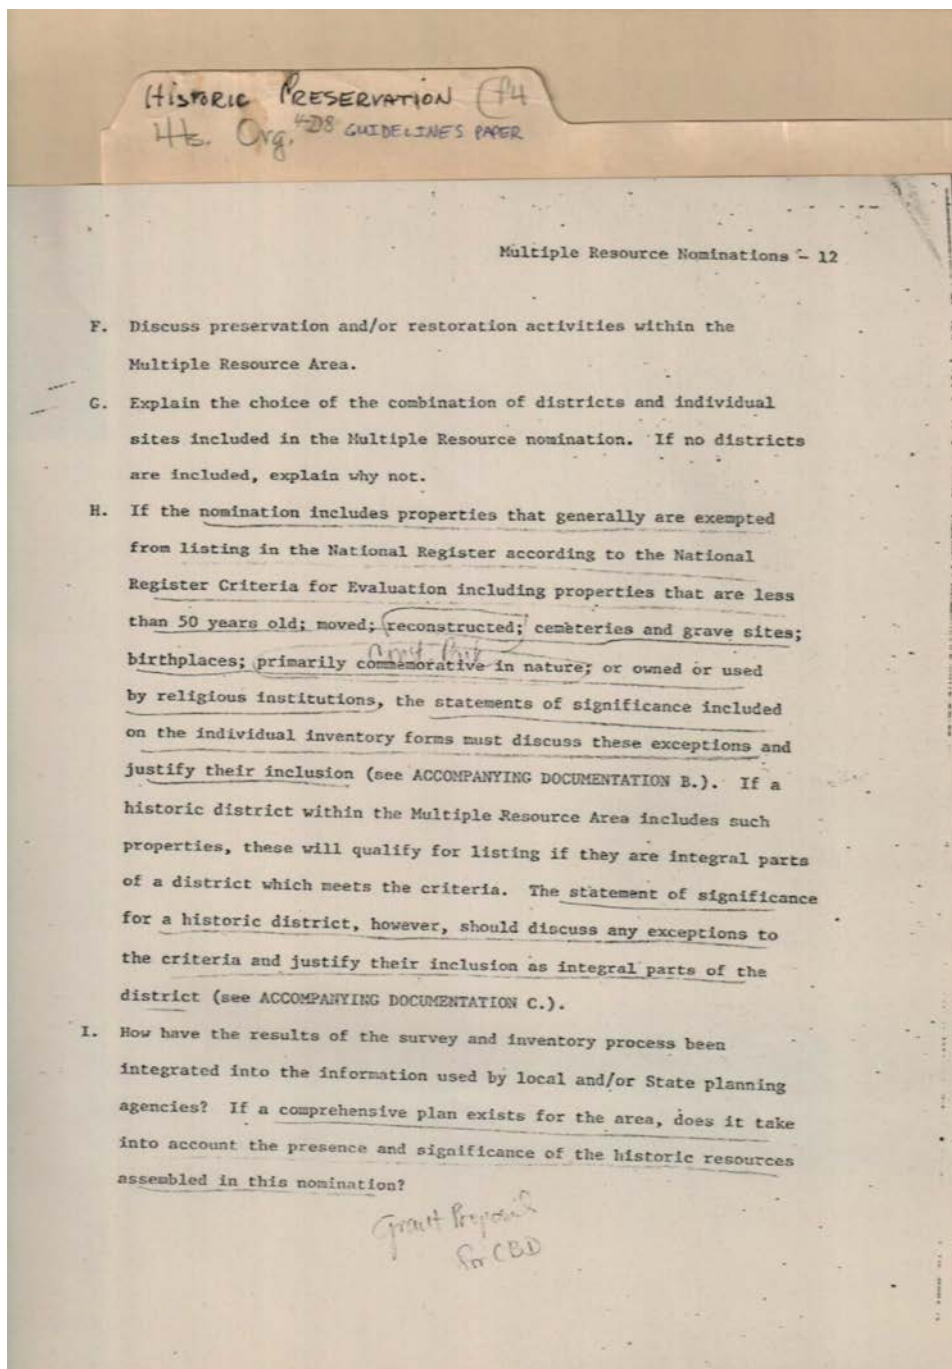 HISTORIC PRESERVATION (P4
Hs. Org. 4-D8 GUIDELINES PAPER
Multiple Resource Nominations - 12
F. Discuss preservation and/or restoration activities within the
Multiple Resource Area.
G. Explain the choice of the combination of districts and individual
sites included in the Multiple Resource nomination. If no districts
are included, explain why not.
H. If the nomination includes properties that generally are exempted
from listing in the National Register according to the National
Register Criteria for Evaluation including properties that are less
than 50 years old; moved; reconstructed; cemeteries and grave sites;
birthplaces; primarily commemorative in nature; or owned or used
by religious institutions, the statements of significance included
on the individual inventory forms must discuss these exceptions and
justify their inclusion (see ACCOMPANYING DOCUMENTATION B.). If a
historic district within the Multiple Resource Area includes such
properties, these will qualify for listing if they are integral parts
of a district which meets the criteria. The statement of significance
for a historic district, however, should discuss any exceptions to
the criteria and justify their inclusion as integral parts of the
district (see ACCOMPANYING DOCUMENTATION C.).
I. How have the results of the survey and inventory process been
integrated into the information used by local and/or State planning
agencies? If a comprehensive plan exists for the area, does it take
into account the presence and significance of the historic resources
assembled in this nomination?
Grant Proposal
for CBD